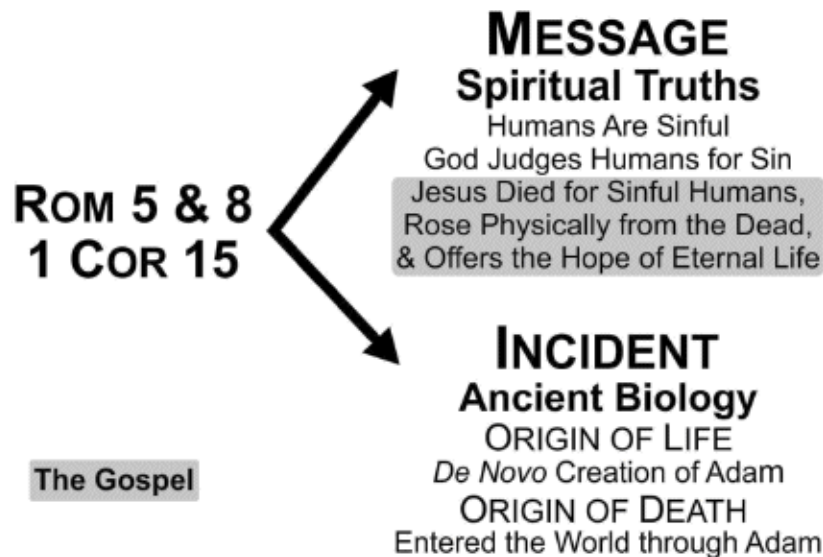 ROM 5 & 8
1 COR 15
MESSAGE
Spiritual Truths
Humans Are Sinful
God Judges Humans for Sin
Jesus Died for Sinful Humans,
Rose Physically from the Dead,
& Offers the Hope of Eternal Life
INCIDENT
Ancient Biology
ORIGIN OF LIFE
De Novo Creation of Adam
ORIGIN OF DEATH
Entered the World through Adam
The Gospel